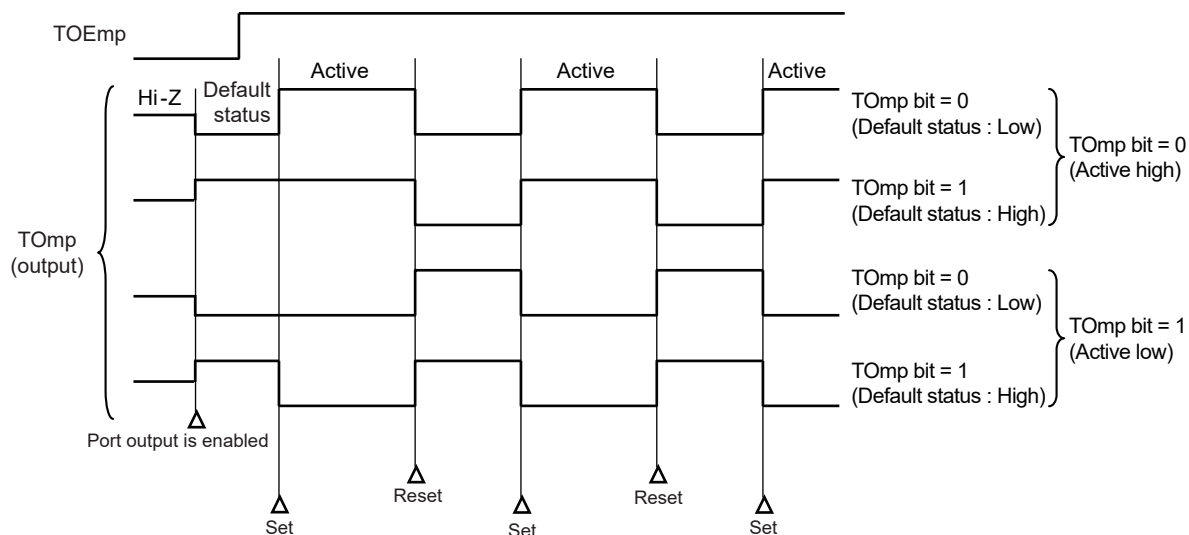 TOEmp
Active
Active
Active
Hi-Z
Default
status
TOmp bit = 0
(Default status : Low)
TOmp bit = 0
(Active high)
TOmp bit = 1
(Default status : High)
TOmp
(output)
TOmp bit = 0
(Default status : Low)
TOmp bit = 1
(Active low)
TOmp bit = 1
(Default status : High)
Port output is enabled
Reset
Reset
Set
Set
Set